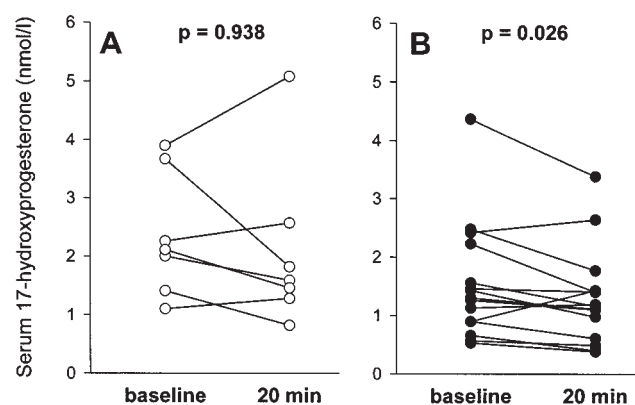 Serum 17-hydroxyprogesterone (nmol/l)
A
p = 0.938
6
5
4
3
2
1
0
baseline
20 min
B
p = 0.026
6
5
4
3
2
1
0
baseline
20 min